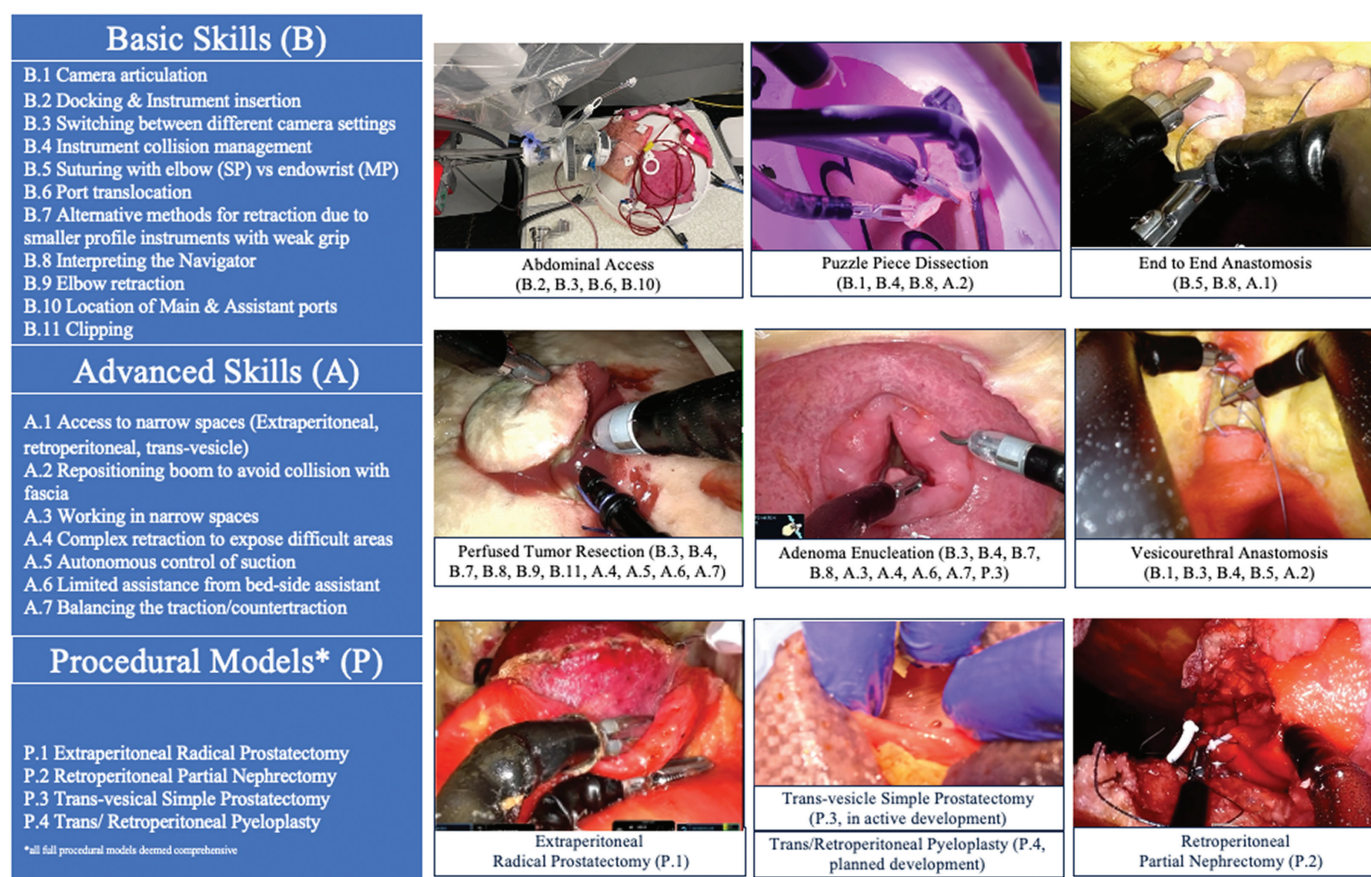 Basic Skills (B)
B.1 Camera articulation
B.2 Docking & Instrument insertion
B.3 Switching between different camera settings
B.4 Instrument collision management
B.5 Suturing with elbow (SP) vs endowrist (MP)
B.6 Port translocation
B.7 Alternative methods for retraction due to
smaller profile instruments with weak grip
B.8 Interpreting the Navigator
B.9 Elbow retraction
B.10 Location of Main & Assistant ports
B.11 Clipping
Advanced Skills (A)
A.1 Access to narrow spaces (Extraperitoneal,
retroperitoneal, trans-vesicle)
A.2 Repositioning boom to avoid collision with
fascia
A.3 Working in narrow spaces
A.4 Complex retraction to expose difficult areas
A.5 Autonomous control of suction
A.6 Limited assistance from bed-side assistant
A.7 Balancing the traction/countertraction
Procedural Models* (P)
P.1 Extraperitoneal Radical Prostatectomy
P.2 Retroperitoneal Partial Nephrectomy
P.3 Trans-vesical Simple Prostatectomy
P.4 Trans/ Retroperitoneal Pyeloplasty
*all full procedural models deemed comprehensive
Abdominal Access
(B.2, B.3, B.6, B.10)
Puzzle Piece Dissection
(B.1, B.4, B.8, A.2)
End to End Anastomosis
(B.5, B.8, A.1)
Perfused Tumor Resection (B.3, B.4,
B.7, B.8, B.9, B.11, A.4, A.5, A.6, A.7)
Adenoma Enucleation (B.3, B.4, B.7,
B.8, A.3, A.4, A.6, A.7, P.3)
Vesicourethral Anastomosis
(B.1, B.3, B.4, B.5, A.2)
Extraperitoneal
Radical Prostatectomy (P.1)
Trans-vesicle Simple Prostatectomy
(P.3, in active development)
Trans/Retroperitoneal Pyeloplasty (P.4,
planned development)
Retroperitoneal
Partial Nephrectomy (P.2)